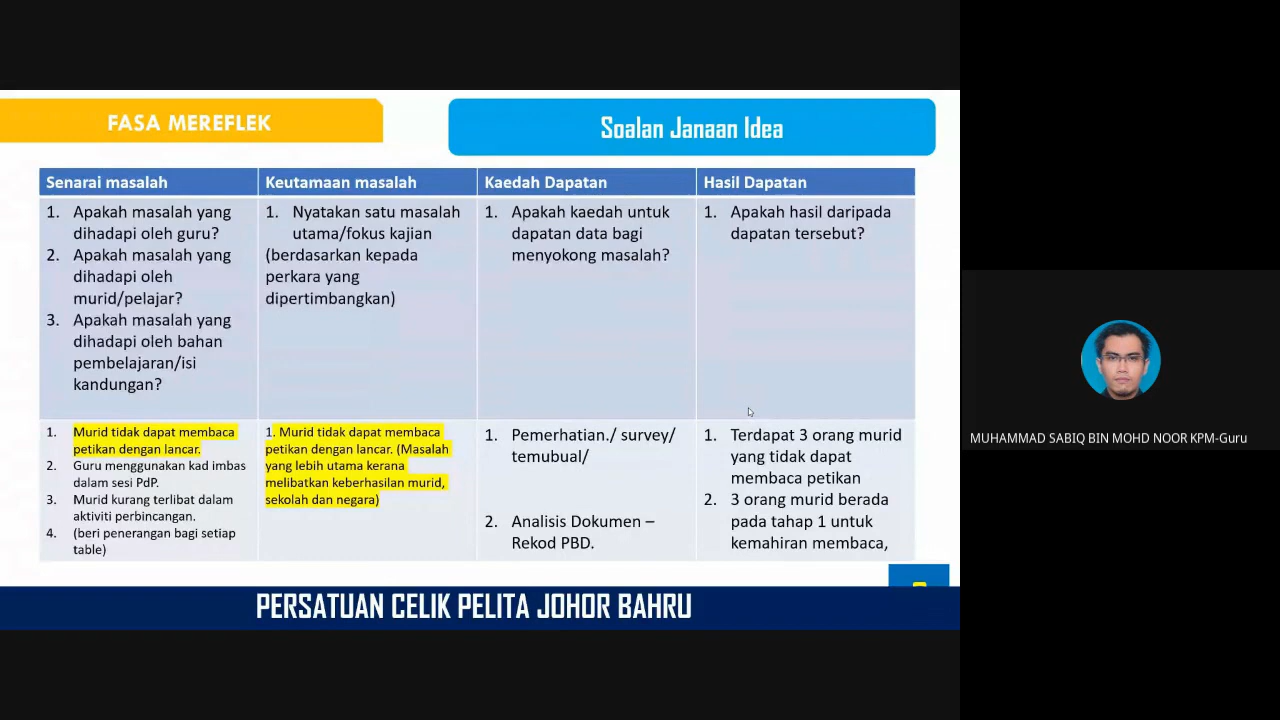 FASA MEREFLEK
Soalan Janaan Idea
Senarai masalah
Keutamaan masalah
Kaedah Dapatan
Hasil Dapatan
1. Apakah masalah yang
dihadapi oleh guru?
2. Apakah masalah yang
dihadapi oleh
murid/pelajar?
3. Apakah masalah yang
dihadapi oleh bahan
pembelajaran/isi
kandungan?
1. Nyatakan satu masalah
utama/fokus kajian
(berdasarkan kepada
perkara yang
dipertimbangkan)
1. Apakah kaedah untuk
dapatan data bagi
menyokong masalah?
1. Apakah hasil daripada
dapatan tersebut?
1. Murid tidak dapat membaca
petikan dengan lancar.
2. Guru menggunakan kad imbas
dalam sesi PdP.
3. Murid kurang terlibat dalam
aktiviti perbincangan.
4. (beri penerangan bagi setiap
table)
1. Murid tidak dapat membaca
petikan dengan lancar. (Masalah
yang lebih utama kerana
melibatkan keberhasilan murid,
sekolah dan negara)
1. Pemerhatian./ survey/
temubual/
2. Analisis Dokumen –
Rekod PBD.
1. Terdapat 3 orang murid
yang tidak dapat
membaca petikan
2. 3 orang murid berada
pada tahap 1 untuk
kemahiran membaca,
PERSATUAN CELIK PELITA JOHOR BAHRU
MUHAMMAD SABIQ BIN MOHD NOOR KPM-Guru